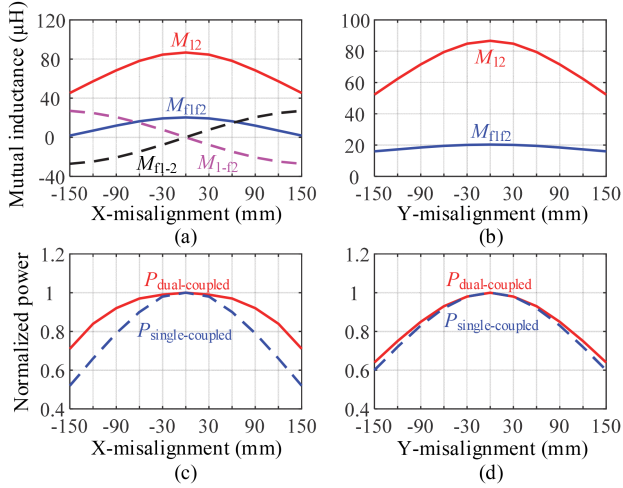 Mutual inductance (μH)
120
80
40
0
-40
M12
Mf1f2
Mf1-2
M1-f2
-150 -90 -30 30 90 150
X-misalignment (mm)
(a)
100
80
60
40
20
0
M12
Mf1f2
-150 -90 -30 30 90 150
Y-misalignment (mm)
(b)
Normalized power
1.2
1
0.8
0.6
0.4
Pdual-coupled
Psingle-coupled
-150 -90 -30 30 90 150
X-misalignment (mm)
(c)
1.2
1
0.8
0.6
0.4
Pdual-coupled
Psingle-coupled
-150 -90 -30 30 90 150
Y-misalignment (mm)
(d)